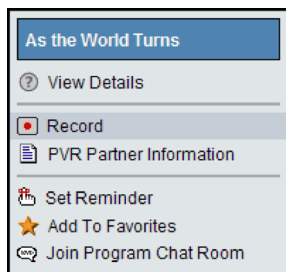 As the World Turns
View Details
Record
PVR Partner Information
Set Reminder
Add To Favorites
Join Program Chat Room